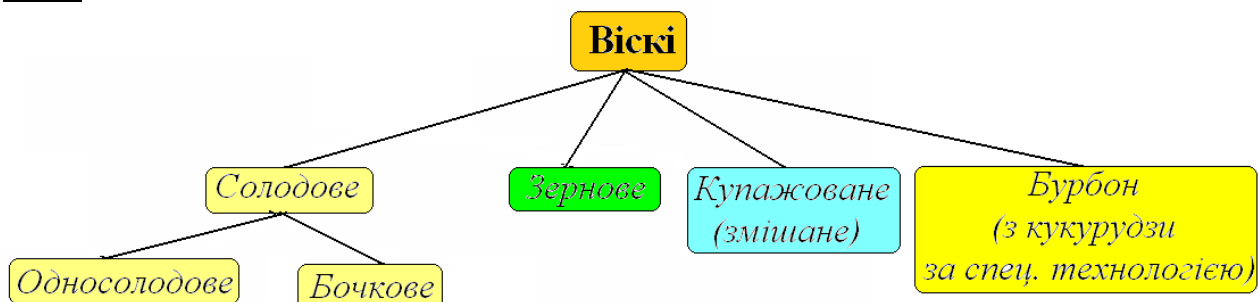 Віскі
Солодове
Зернове
Купажоване
(змішане)
Бурбон
(з кукурудзи
за спец. технологією)
Односолодове
Бочкове